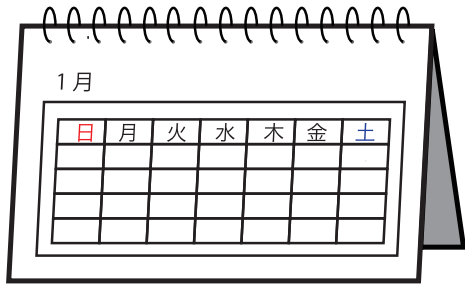 1月
日 月 火 水 木 金 土